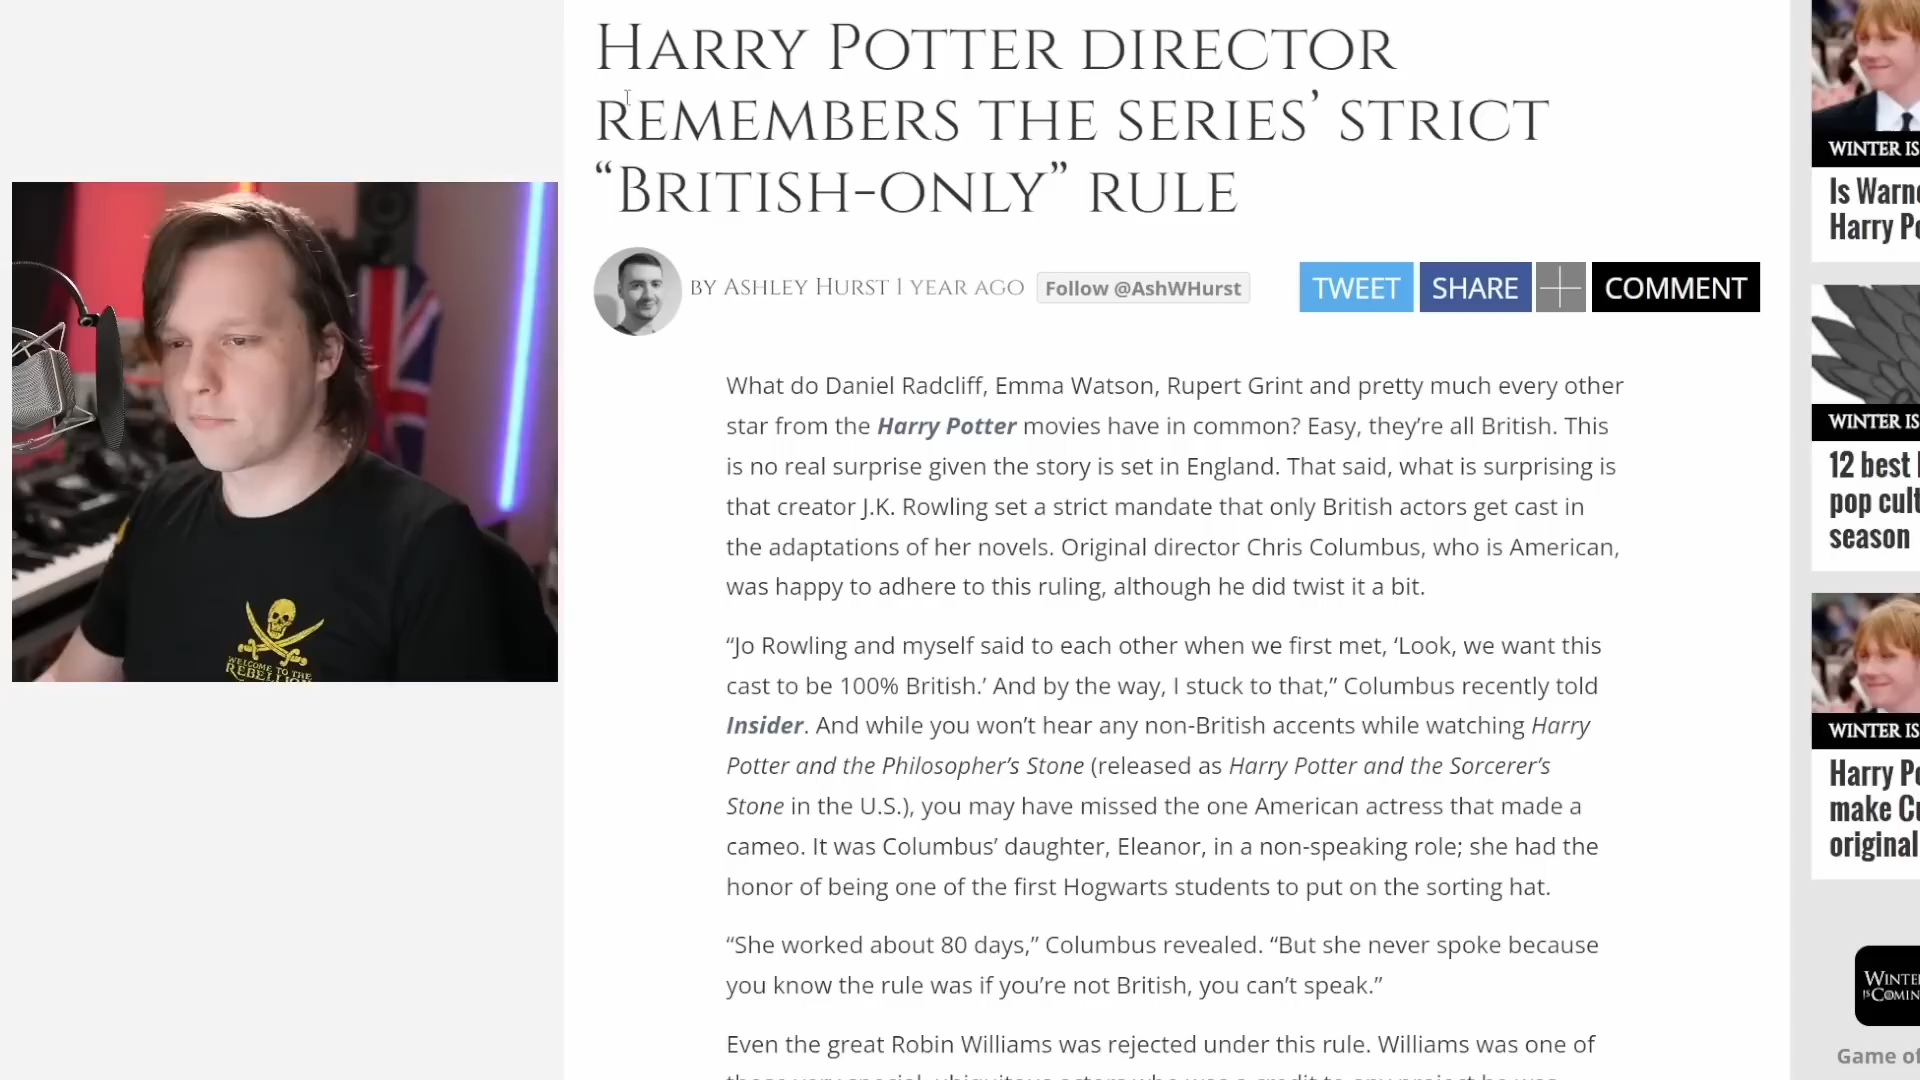 HARRY POTTER DIRECTOR
REMEMBERS THE SERIES’ STRICT
“BRITISH-ONLY” RULE
BY ASHLEY HURST 1 YEAR AGO
Follow @AshWHurst
TWEET
SHARE
COMMENT
What do Daniel Radcliff, Emma Watson, Rupert Grint and pretty much every other
star from the Harry Potter movies have in common? Easy, they’re all British. This
is no real surprise given the story is set in England. That said, what is surprising is
that creator J.K. Rowling set a strict mandate that only British actors get cast in
the adaptations of her novels. Original director Chris Columbus, who is American,
was happy to adhere to this ruling, although he did twist it a bit.
“Jo Rowling and myself said to each other when we first met, ‘Look, we want this
cast to be 100% British.’ And by the way, I stuck to that,” Columbus recently told
Insider. And while you won’t hear any non-British accents while watching Harry
Potter and the Philosopher’s Stone (released as Harry Potter and the Sorcerer’s
Stone in the U.S.), you may have missed the one American actress that made a
cameo. It was Columbus’ daughter, Eleanor, in a non-speaking role; she had the
honor of being one of the first Hogwarts students to put on the sorting hat.
“She worked about 80 days,” Columbus revealed. “But she never spoke because
you know the rule was if you’re not British, you can’t speak.”
Even the great Robin Williams was rejected under this rule. Williams was one of
WELCOME TO THE
WINTER IS
Is
Harry
WINTER IS
12 best
season
WINTER IS
Harry
make
original
Game